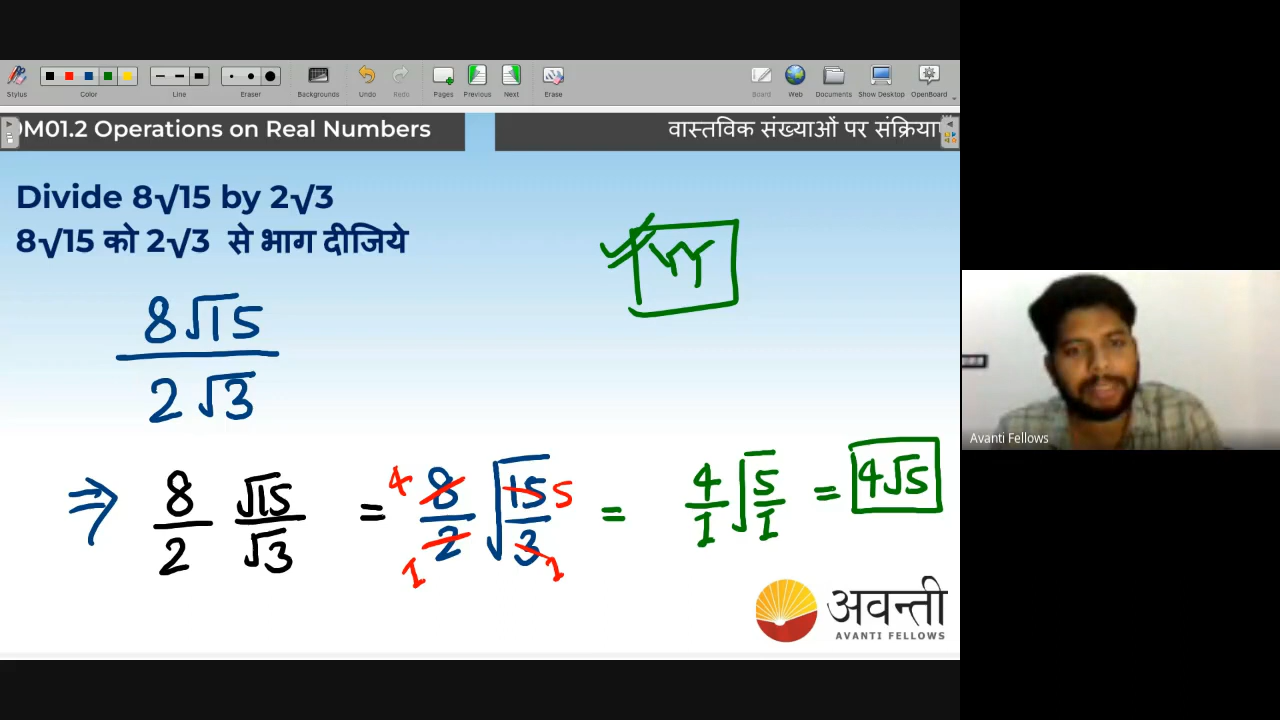 Stylus Color Line Eraser Backgrounds Undo Redo Pages Previous Next Erase Board Web Documents Show Desktop OpenBoard
M01.2 Operations on Real Numbers
वास्तविक संख्याओं पर संक्रिया
Divide 8√15 by 2√3
8√15 को 2√3 से भाग दीजिये
8√15
2√3
⇒ 8/2 √15/√3 = 4 8/2 1 √15/3 5 1 = 4/1 √5/1 = 4√5
Avanti Fellows
अवन्ती
AVANTI FELLOWS